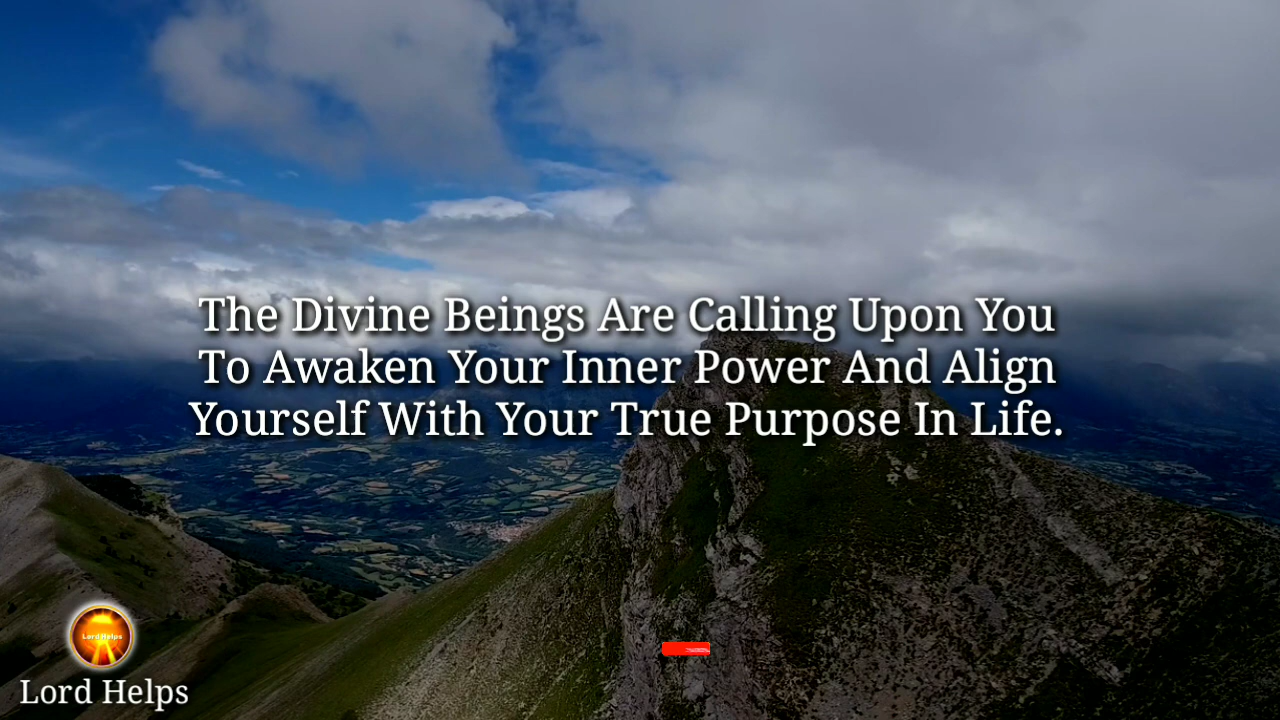 The Divine Beings Are Calling Upon You
To Awaken Your Inner Power And Align
Yourself With Your True Purpose In Life.
Lord Helps
Lord Helps